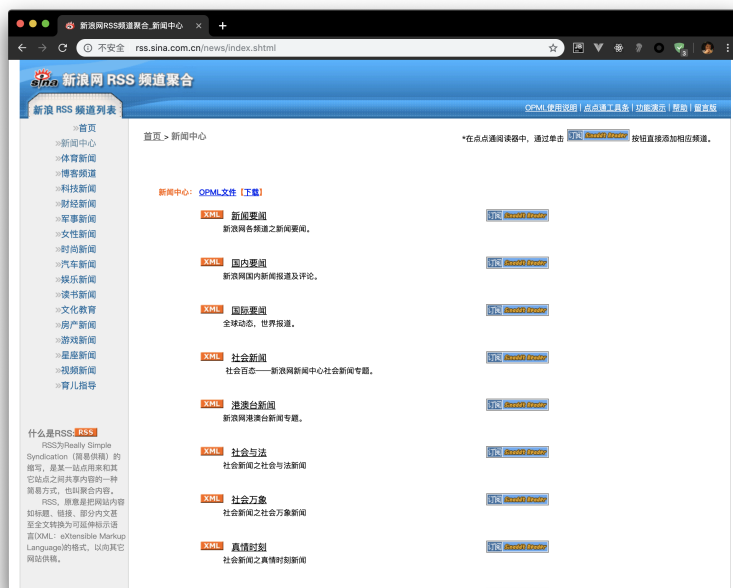 新浪网RSS频道聚合_新闻中心
不安全 rss.sina.com.cn/news/index.shtml
sina 新浪网 RSS 频道聚合
新浪 RSS 频道列表
OPML使用说明 | 点点通工具条 | 功能演示 | 帮助 | 留言版
»首页
»新闻中心
»体育新闻
»博客频道
»科技新闻
»财经新闻
»军事新闻
»女性新闻
»时尚新闻
»汽车新闻
»娱乐新闻
»读书新闻
»文化教育
»房产新闻
»游戏新闻
»星座新闻
»视频新闻
»育儿指导
什么是RSS: RSS
RSS为Really Simple
Syndication（简易供稿）的
缩写，是某一站点用来和其
它站点之间共享内容的一种
简易方式，也叫聚合内容。
RSS，原意是把网站内容
如标题、链接、部分内文甚
至全文转换为可延伸标示语
言(XML：eXtensible Markup
Language)的格式，以向其它
网站供稿。
首页 > 新闻中心
*在点点通阅读器中，通过单击 订阅 按钮直接添加相应频道。
新闻中心： OPML文件 【下载】
XML 新闻要闻 订阅
新浪网各频道之新闻要闻。
XML 国内要闻 订阅
新浪网国内新闻报道及评论。
XML 国际要闻 订阅
全球动态，世界报道。
XML 社会新闻 订阅
社会百态——新浪网新闻中心社会新闻专题。
XML 港澳台新闻 订阅
新浪网港澳台新闻专题。
XML 社会与法 订阅
社会新闻之社会与法新闻
XML 社会万象 订阅
社会新闻之社会万象新闻
XML 真情时刻 订阅
社会新闻之真情时刻新闻